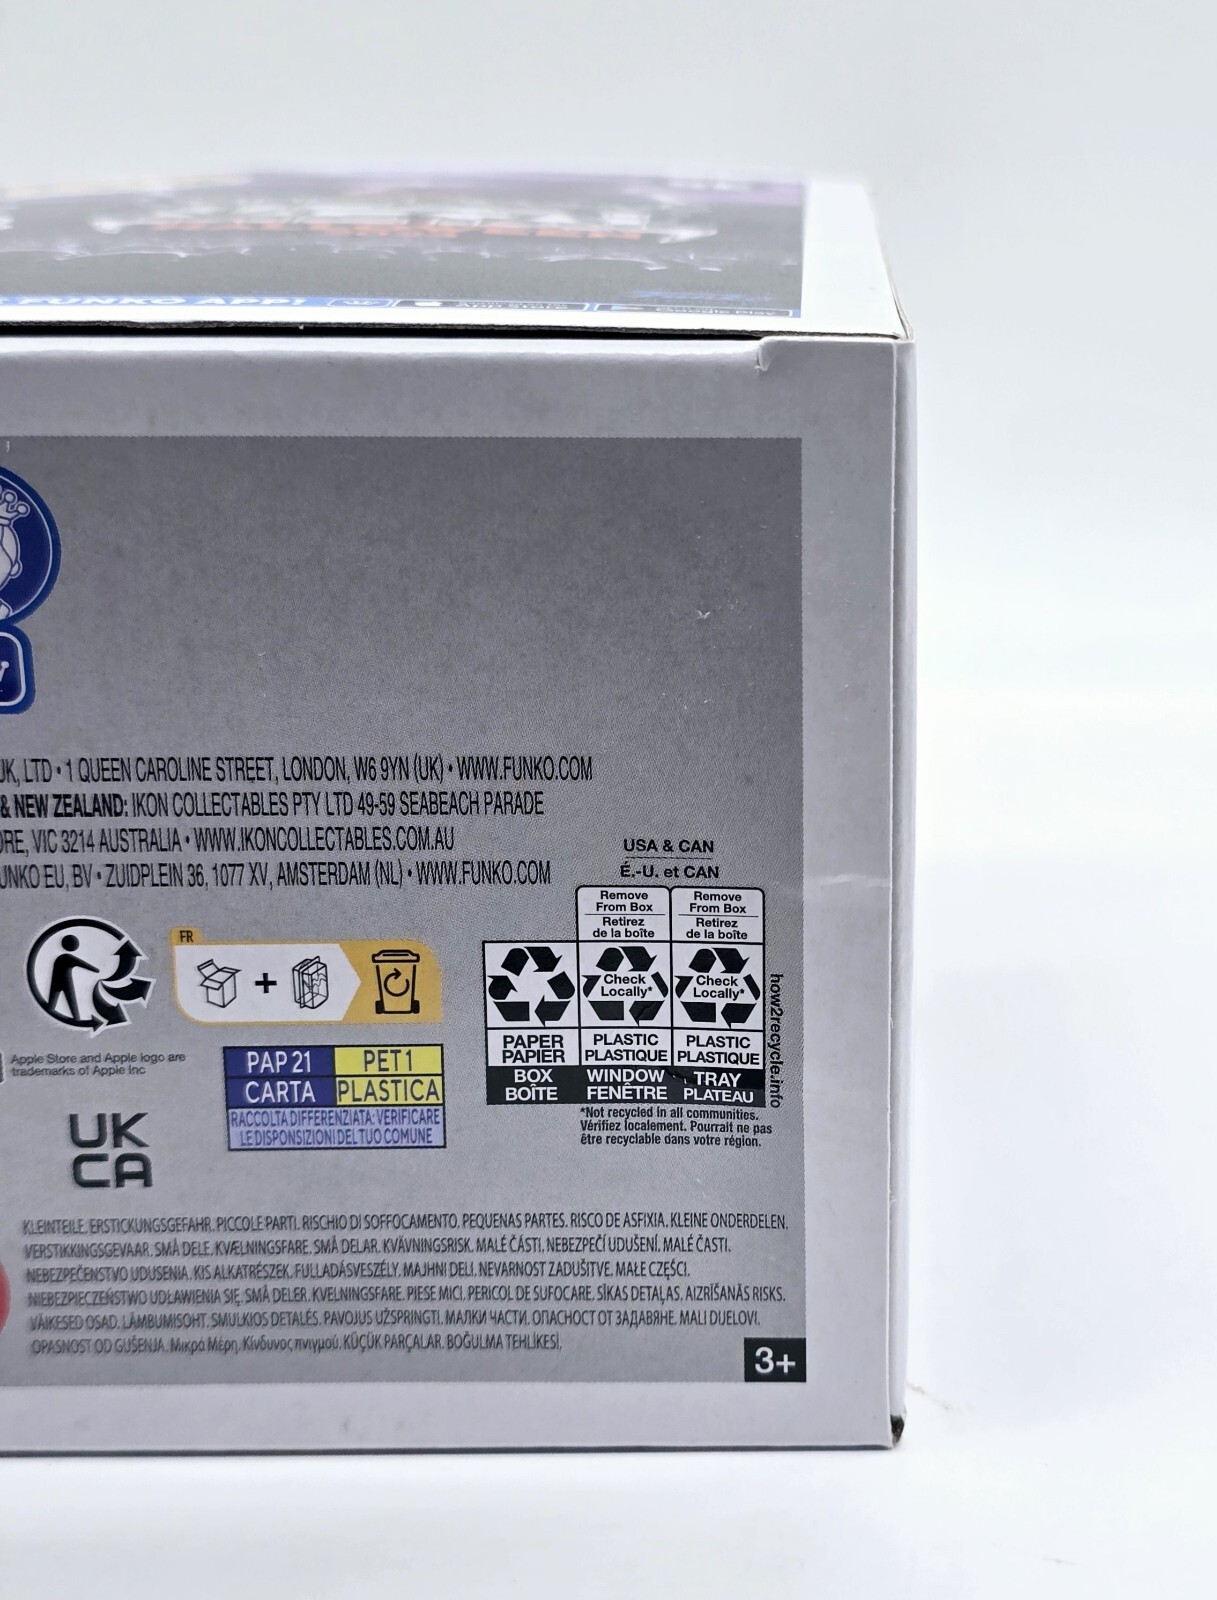 FUNKO APP!
UK, LTD • 1 QUEEN CAROLINE STREET, LONDON, W6 9YN (UK) • WWW.FUNKO.COM
& NEW ZEALAND: IKON COLLECTABLES PTY LTD 49-59 SEABEACH PARADE
ORE, VIC 3214 AUSTRALIA • WWW.IKONCOLLECTABLES.COM.AU
UNKO EU, BV • ZUIDPLEIN 36, 1077 XV, AMSTERDAM (NL) • WWW.FUNKO.COM
USA & CAN
É.-U. et CAN
Remove
From Box
Retirez
de la boîte
Remove
From Box
Retirez
de la boîte
Check
Locally*
Check
Locally*
PAPER
PAPIER
PLASTIC
PLASTIQUE
PLASTIC
PLASTIQUE
BOX
BOÎTE
WINDOW
FENÊTRE
TRAY
PLATEAU
how2recycle.info
*Not recycled in all communities.
Vérifiez localement. Pourrait ne pas
être recyclable dans votre région.
FR
+
Apple Store and Apple logo are
trademarks of Apple Inc
PAP 21
PET 1
CARTA
PLASTICA
RACCOLTA DIFFERENZIATA: VERIFICARE
LE DISPONSIZIONI DEL TUO COMUNE
UK
CA
KLEINTEILE. ERSTICKUNGSGEFAHR. PICCOLE PARTI. RISCHIO DI SOFFOCAMENTO. PEQUENAS PARTES. RISCO DE ASFIXIA. KLEINE ONDERDELEN.
VERSTIKKINGSGEVAAR. SMÅ DELE. KVÆLNINGSFARE. SMÅ DELAR. KVÄVNINGSRISK. MALÉ ČÁSTI, NEBEZPEČÍ UDUŠENÍ. MALÉ ČASTI.
NEBEZPEČENSTVO UDUSENIA. KIS ALKATRÉSZEK. FULLADÁSVESZÉLY. MAJHNI DELI. NEVARNOST ZADUŠITVE. MAŁE CZĘŚCI.
NIEBEZPIECZEŃSTWO UDŁAWIENIA SIĘ. SMÅ DELER. KVELNINGSFARE. PIESE MICI. PERICOL DE SUFOCARE. SĪKAS DETAĻAS. AIZRĪŠANĀS RISKS.
VÄIKESED OSAD. LÄMBUMISOHT. SMULKIOS DETALĖS. PAVOJUS UŽSPRINGTI. МАЛКИ ЧАСТИ. ОПАСНОСТ ОТ ЗАДАВЯНЕ. MALI DIJELOVI.
OPASNOST OD GUŠENJA. Μικρά Μέρη. Κίνδυνος πνιγμού. KÜÇÜK PARÇALAR. BOĞULMA TEHLİKESİ,
3+